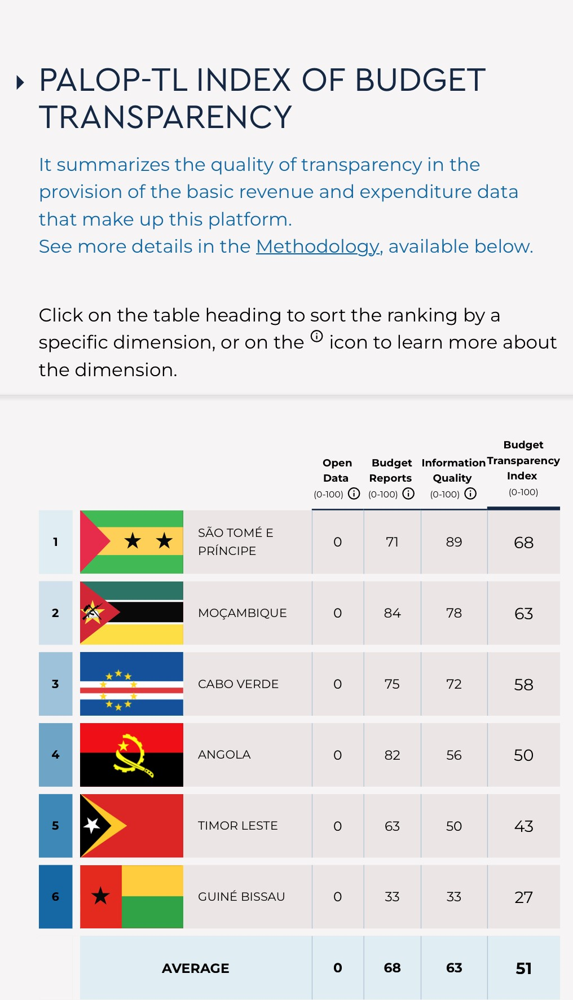 PALOP-TL INDEX OF BUDGET
TRANSPARENCY
It summarizes the quality of transparency in the
provision of the basic revenue and expenditure data
that make up this platform.
See more details in the Methodology, available below.
Click on the table heading to sort the ranking by a
specific dimension, or on the ⓘ icon to learn more about
the dimension.
Open Data (0-100) ⓘ Budget Reports (0-100) ⓘ Information Quality (0-100) ⓘ Budget Transparency Index (0-100)
1 SÃO TOMÉ E PRÍNCIPE 0 71 89 68
2 MOÇAMBIQUE 0 84 78 63
3 CABO VERDE 0 75 72 58
4 ANGOLA 0 82 56 50
5 TIMOR LESTE 0 63 50 43
6 GUINÉ BISSAU 0 33 33 27
AVERAGE 0 68 63 51